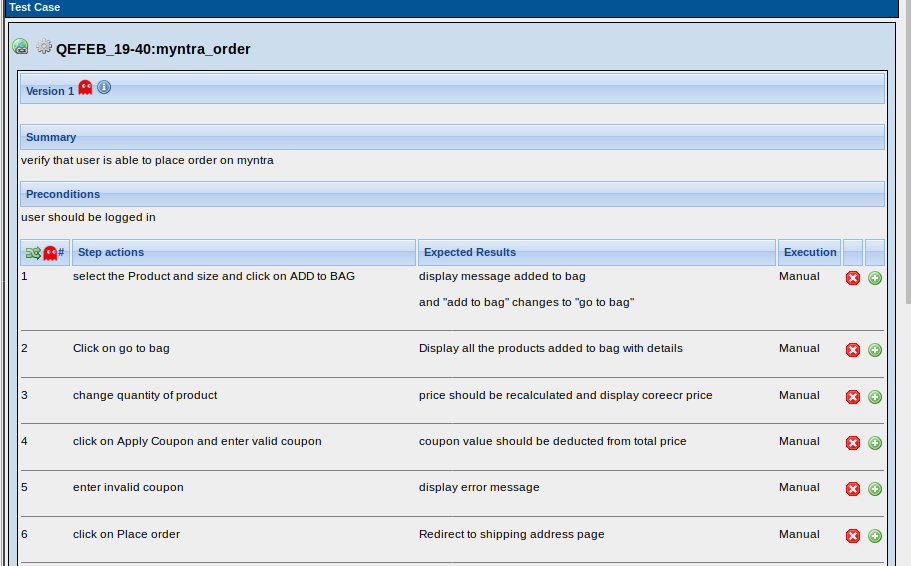 Test Case
QEFEB_19-40:myntra_order
Version 1
Summary
verify that user is able to place order on myntra
Preconditions
user should be logged in
# Step actions Expected Results Execution
1 select the Product and size and click on ADD to BAG display message added to bag Manual
and "add to bag" changes to "go to bag"
2 Click on go to bag Display all the products added to bag with details Manual
3 change quantity of product price should be recalculated and display coreecr price Manual
4 click on Apply Coupon and enter valid coupon coupon value should be deducted from total price Manual
5 enter invalid coupon display error message Manual
6 click on Place order Redirect to shipping address page Manual